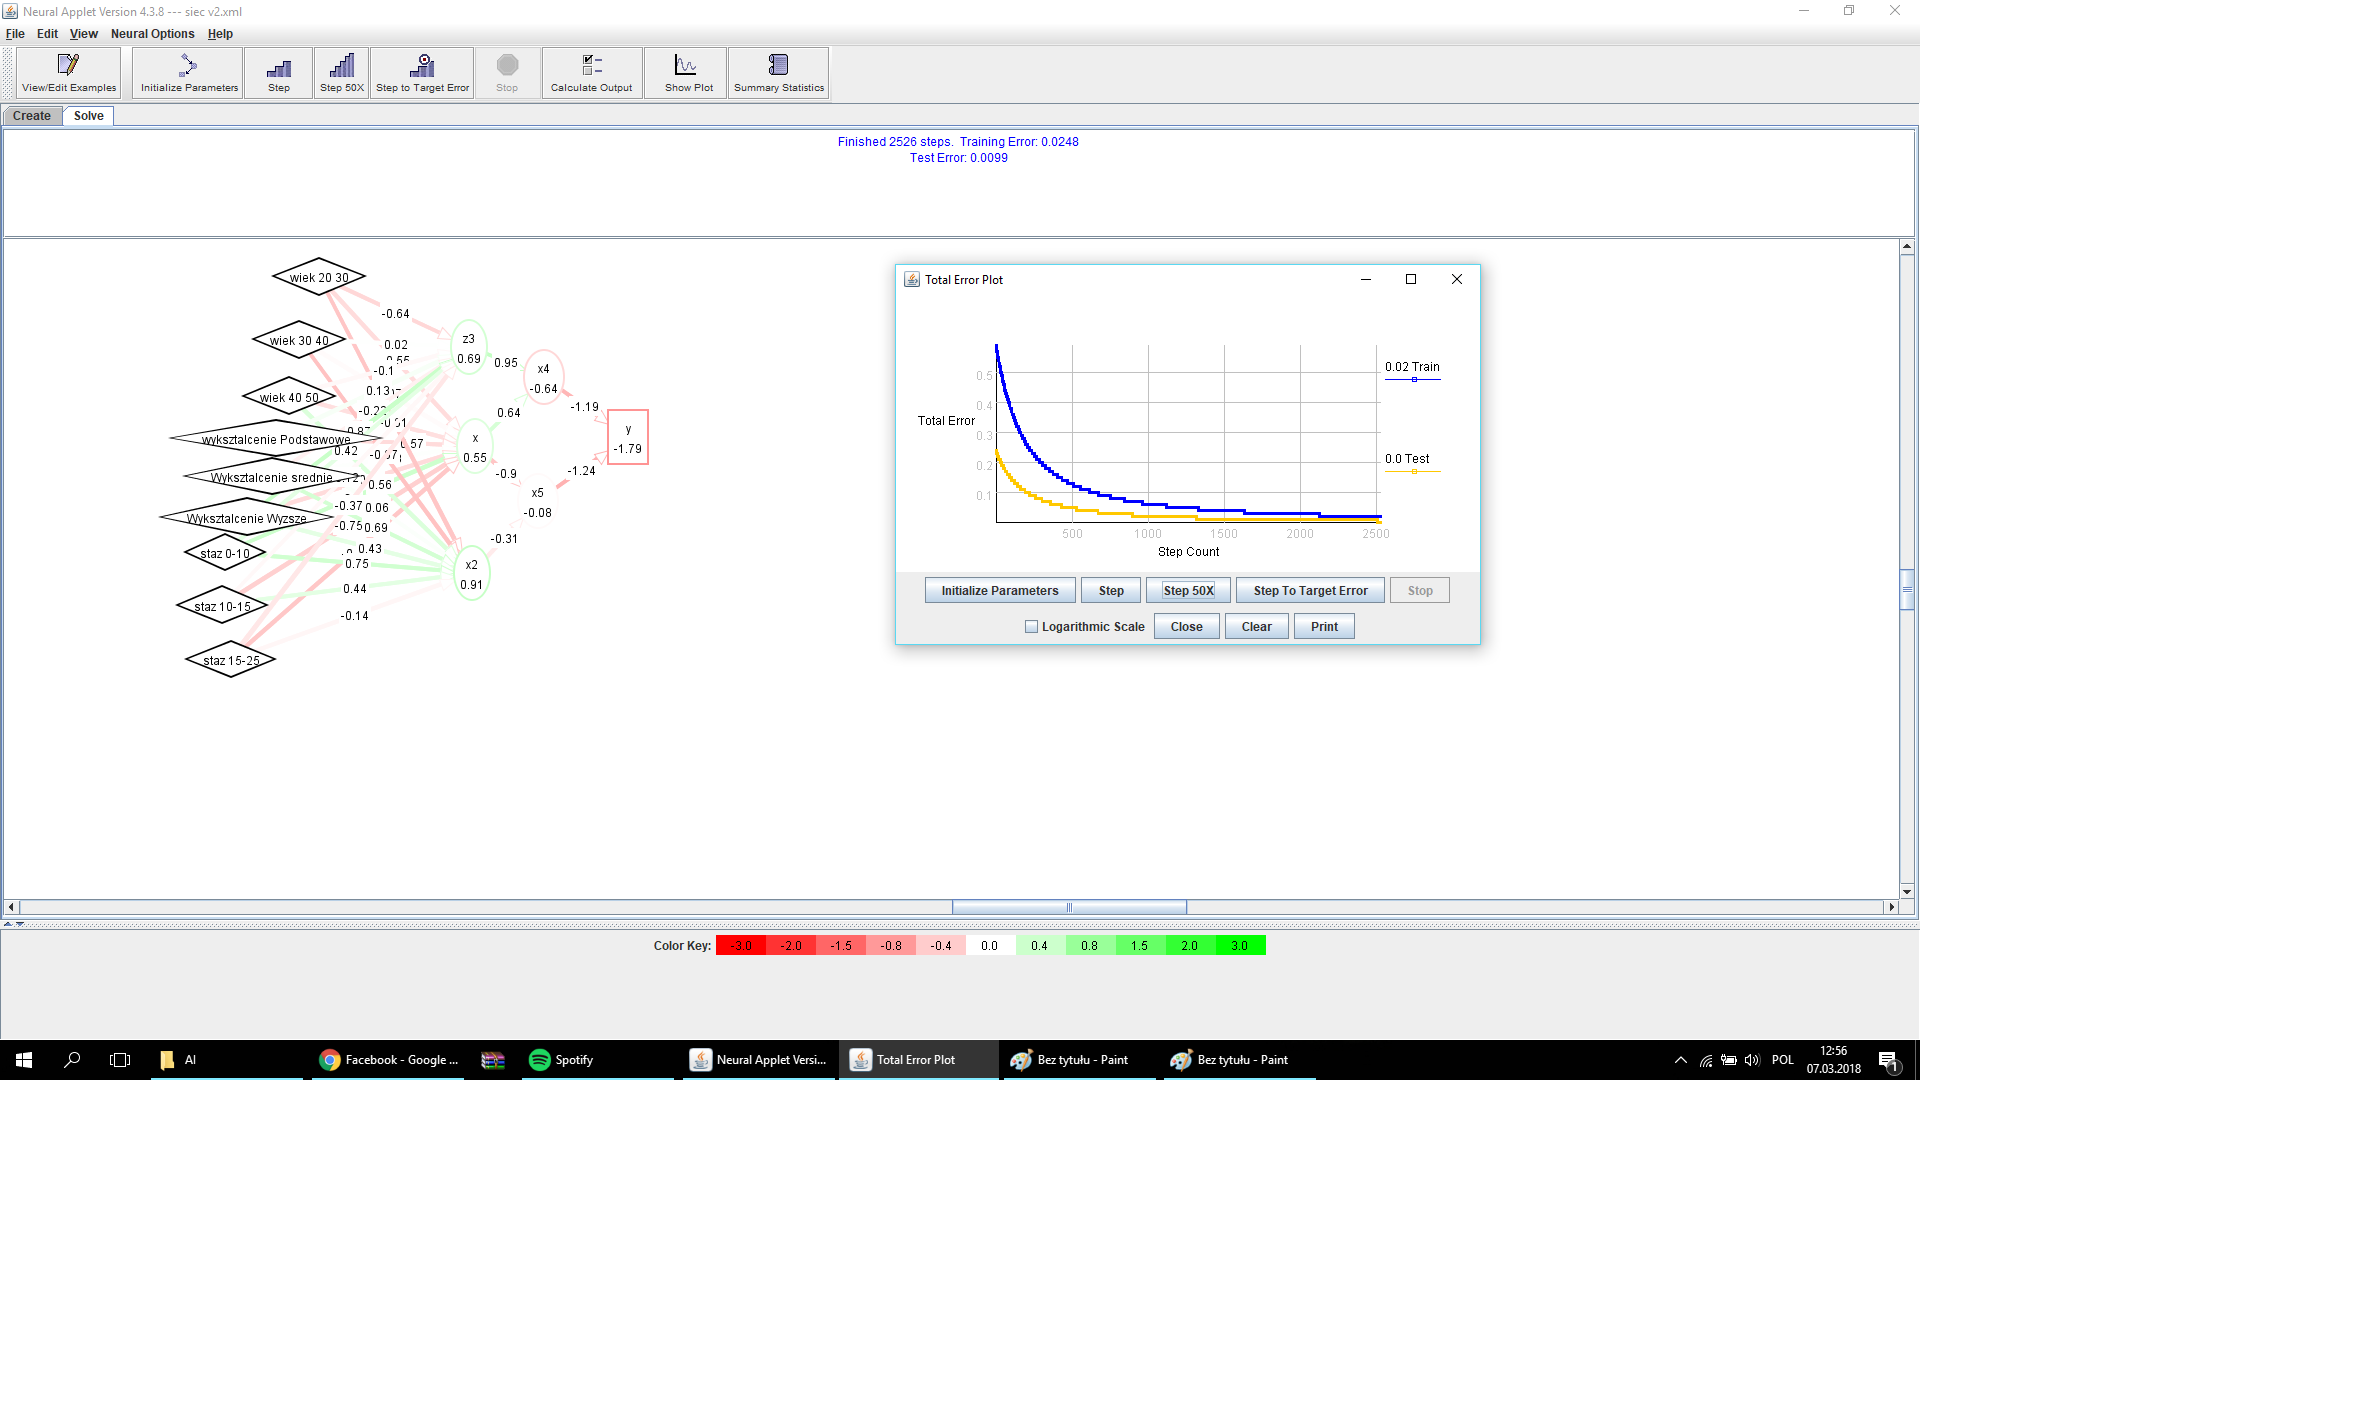 Neural Applet Version 4.3.8 --- siec v2.xml
File Edit View Neural Options Help
View/Edit Examples Initialize Parameters Step Step 50X Step to Target Error Stop Calculate Output Show Plot Summary Statistics
Create Solve
Finished 2526 steps. Training Error: 0.0248
Test Error: 0.0099
wiek 20 30
-0.64
wiek 30 40
z3
0.69
0.02
0.95
x4
-0.64
-0.1
0.13
wiek 40 50
0.64
-1.19
y
-1.79
wyksztalcenie Podstawowe
0.42
0.57
x
0.55
-0.9
-1.24
Wyksztalcenie srednie
0.56
x5
-0.08
-0.37
0.06
Wyksztalcenie Wyzsze
-0.75
0.69
-0.31
staz 0-10
0.43
0.75
x2
0.91
0.44
staz 10-15
-0.14
staz 15-25
Total Error Plot
0.5
0.4
0.3
0.2
0.1
Total Error
0.02 Train
0.0 Test
500 1000 1500 2000 2500
Step Count
Initialize Parameters Step Step 50X Step To Target Error Stop
Logarithmic Scale Close Clear Print
Color Key: -3.0 -2.0 -1.5 -0.8 -0.4 0.0 0.4 0.8 1.5 2.0 3.0
AI Facebook - Google ... Spotify Neural Applet Versi... Total Error Plot Bez tytułu - Paint Bez tytułu - Paint POL
12:56
07.03.2018
1